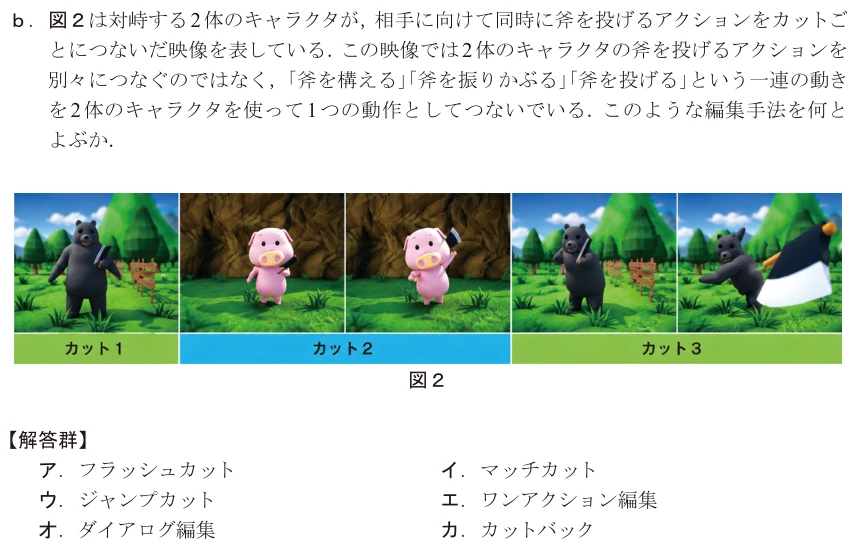 b．図2は対峙する2体のキャラクタが，相手に向けて同時に斧を投げるアクションをカットご
とにつないだ映像を表している．この映像では2体のキャラクタの斧を投げるアクションを
別々につなぐのではなく，「斧を構える」「斧を振りかぶる」「斧を投げる」という一連の動き
を2体のキャラクタを使って1つの動作としてつないでいる．このような編集手法を何と
よぶか．
カット1 カット2 カット3
図2
【解答群】
ア．フラッシュカット イ．マッチカット
ウ．ジャンプカット エ．ワンアクション編集
オ．ダイアログ編集 カ．カットバック